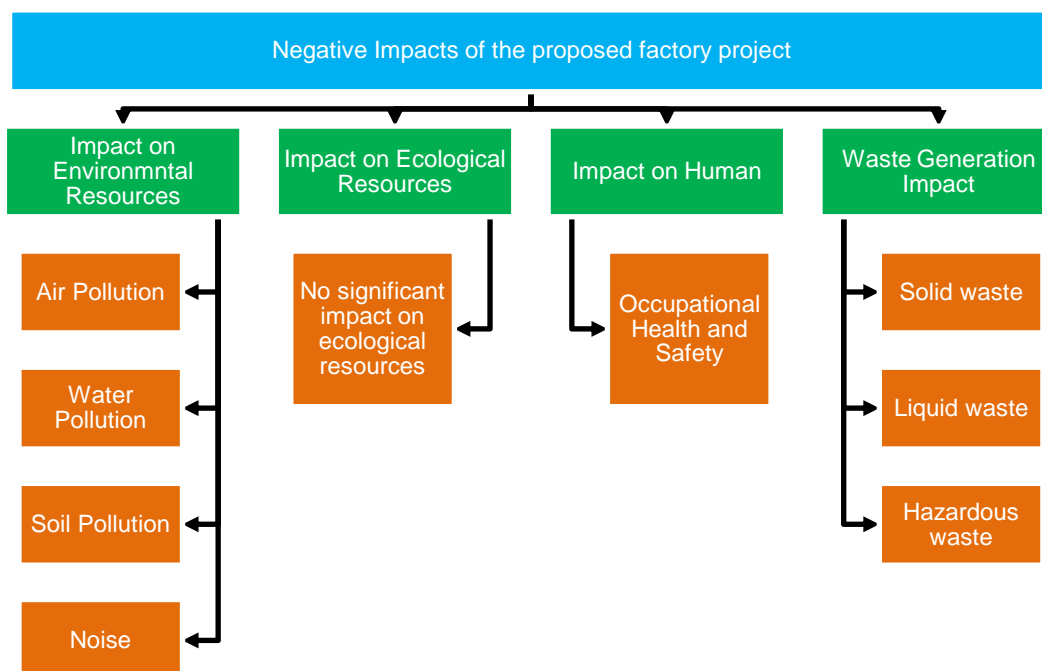 Negative Impacts of the proposed factory project
Impact on
Environmntal
Resources
Impact on Ecological
Resources
Impact on Human
Waste Generation
Impact
Air Pollution
Water
Pollution
Soil Pollution
Noise
No significant
impact on
ecological
resources
Occupational
Health and
Safety
Solid waste
Liquid waste
Hazardous
waste